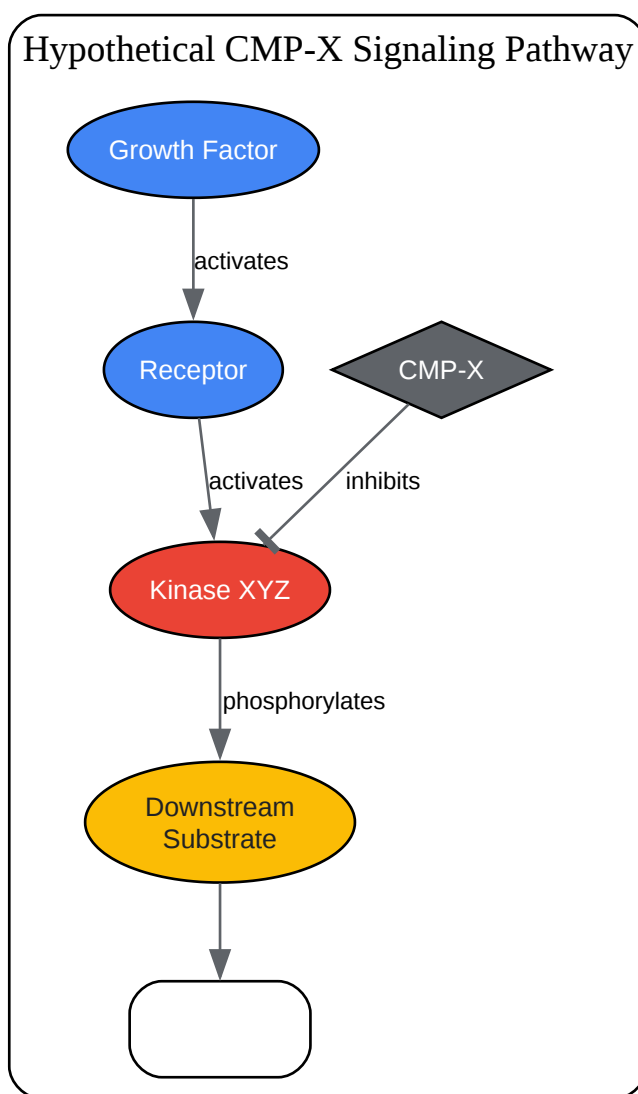 Hypothetical CMP-X Signaling Pathway
Growth Factor
activates
Receptor
CMP-X
activates
inhibits
Kinase XYZ
phosphorylates
Downstream
Substrate